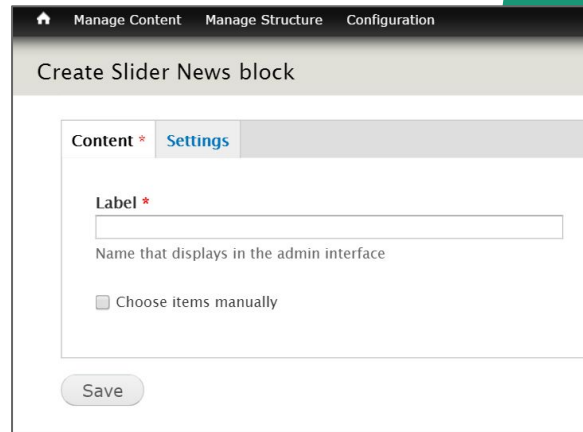 Manage Content Manage Structure Configuration
Create Slider News block
Content * Settings
Label *
Name that displays in the admin interface
Choose items manually
Save